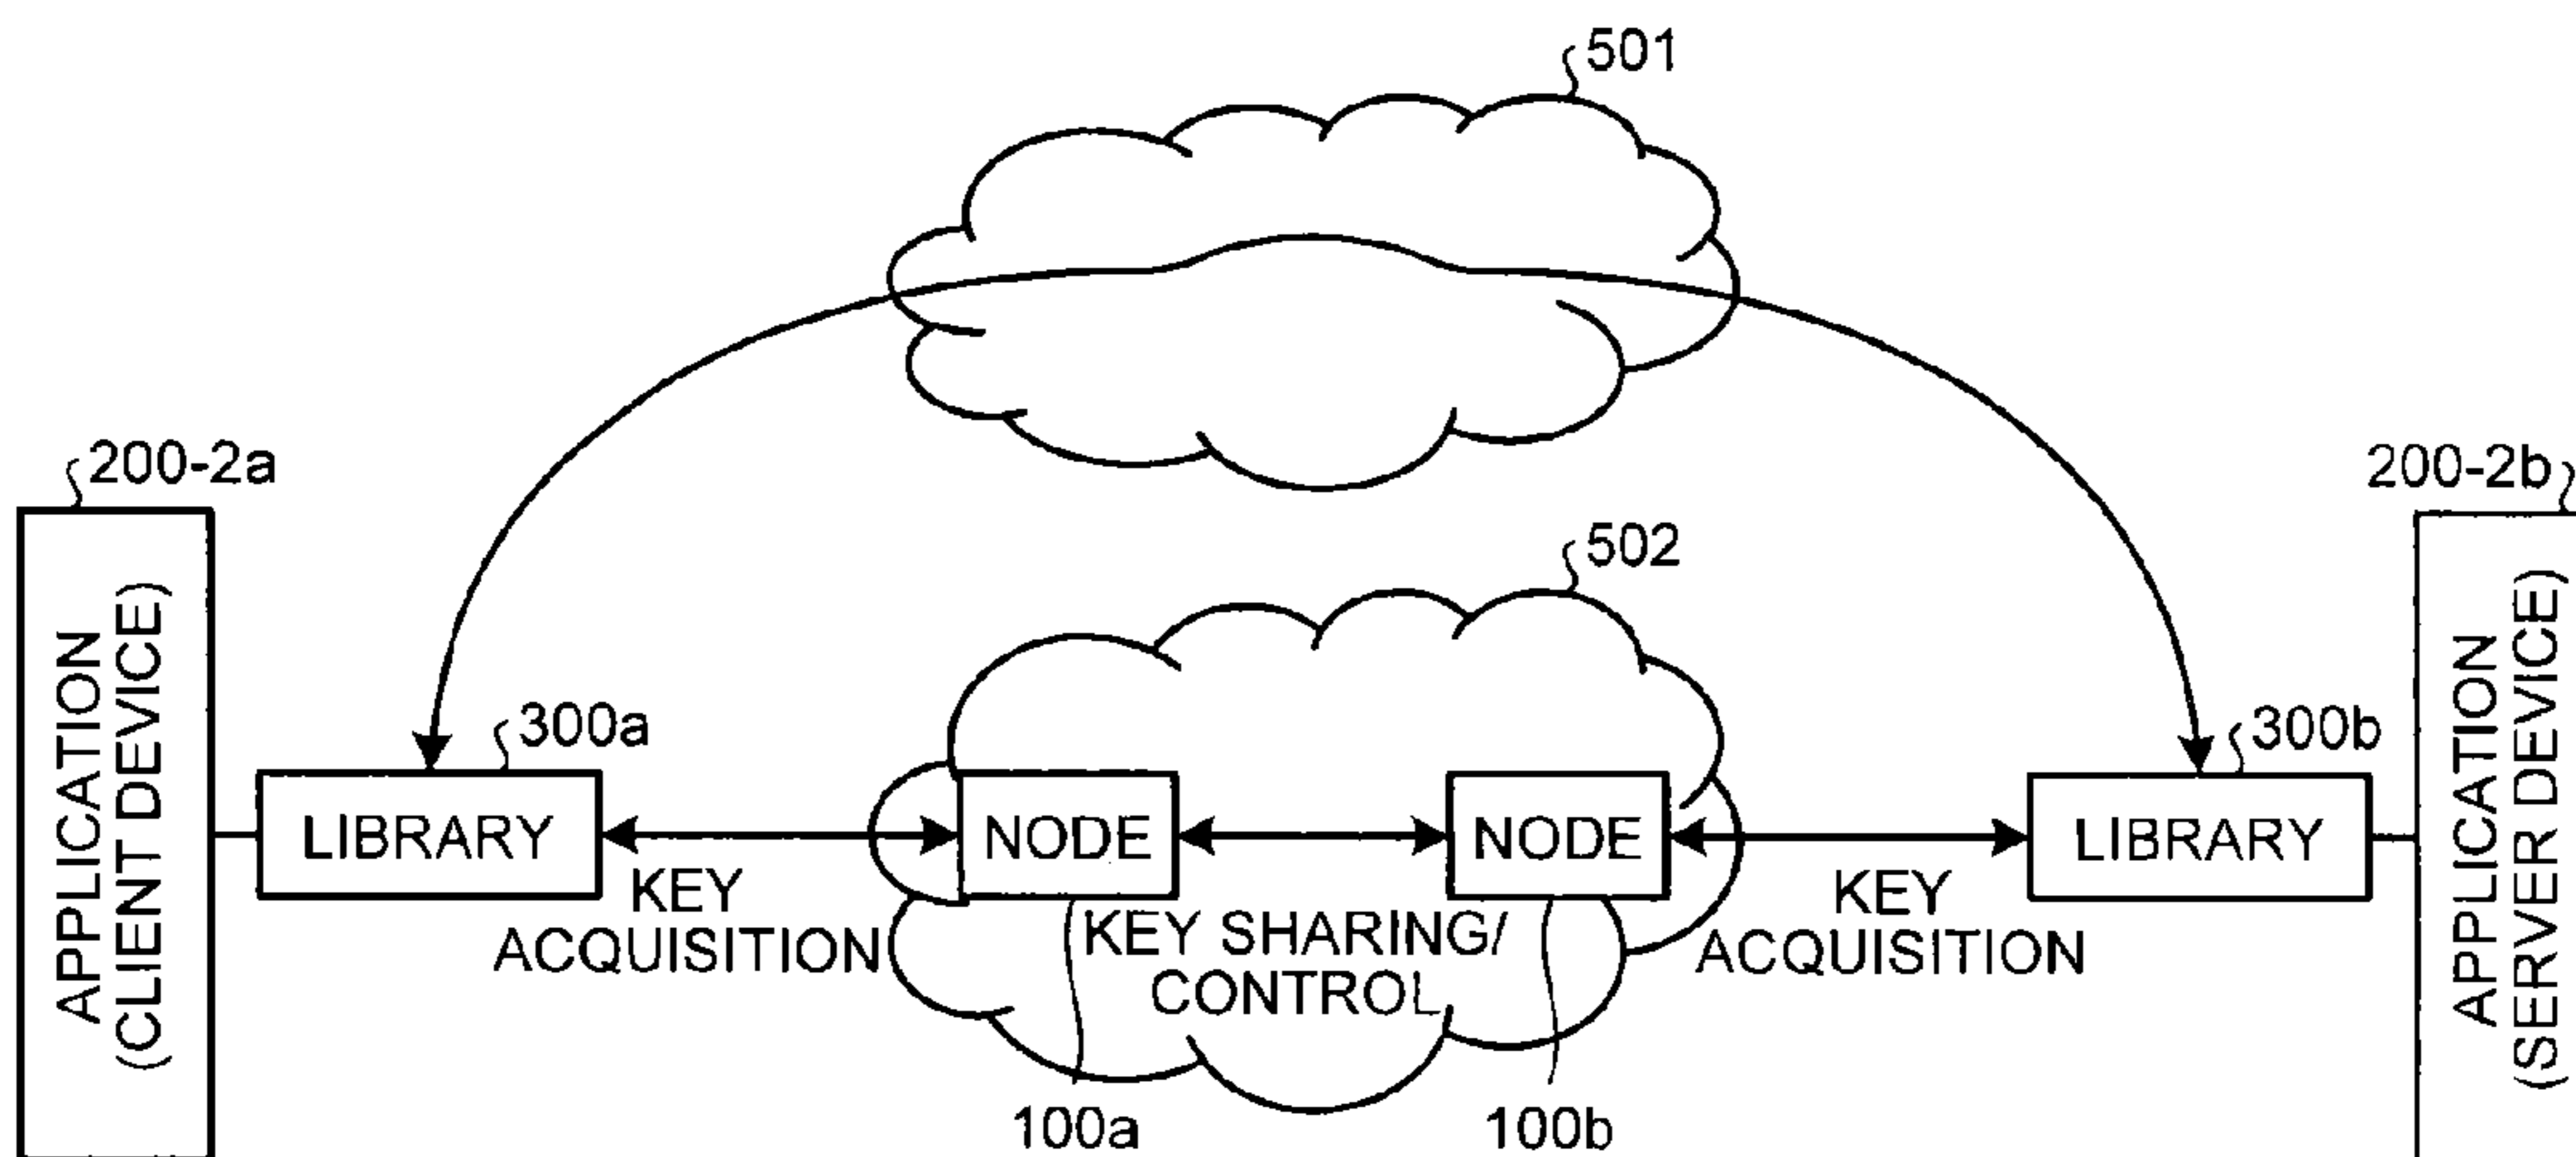 501
200-2a
200-2b
502
APPLICATION
(CLIENT DEVICE)
300a
300b
APPLICATION
(SERVER DEVICE)
LIBRARY
NODE
NODE
LIBRARY
KEY
ACQUISITION
KEY SHARING/
CONTROL
KEY
ACQUISITION
100a
100b